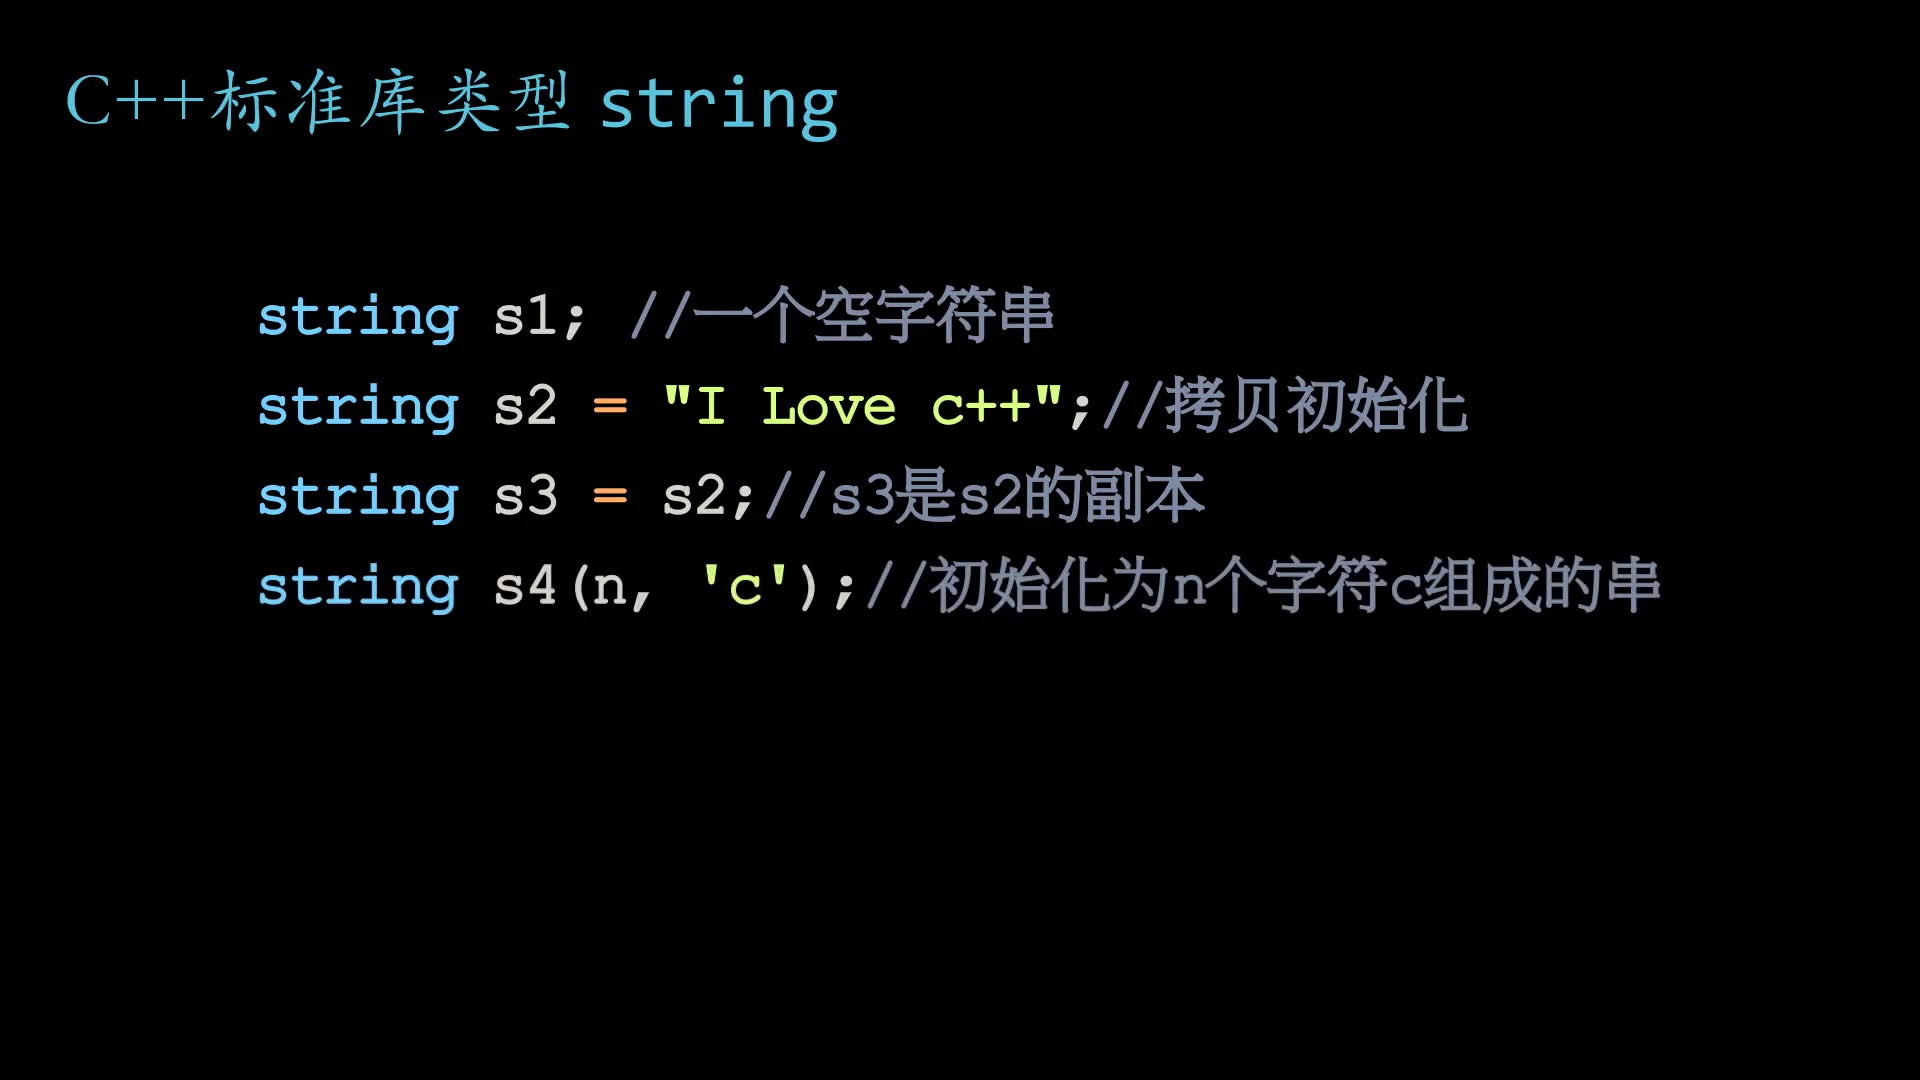 C++标准库类型 string
string s1; //一个空字符串
string s2 = "I Love c++";//拷贝初始化
string s3 = s2;//s3是s2的副本
string s4(n, 'c');//初始化为n个字符c组成的串